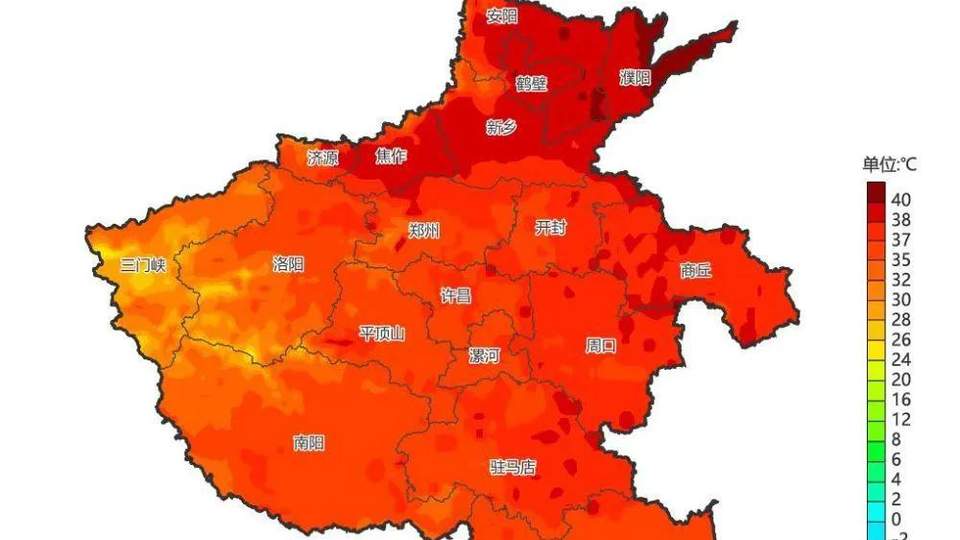 安阳
鹤壁
濮阳
新乡
济源
焦作
单位:℃
郑州
开封
三门峡
洛阳
商丘
许昌
平顶山
漯河
周口
南阳
驻马店
40
38
37
35
32
30
28
26
24
20
16
12
8
6
4
2
0
-2